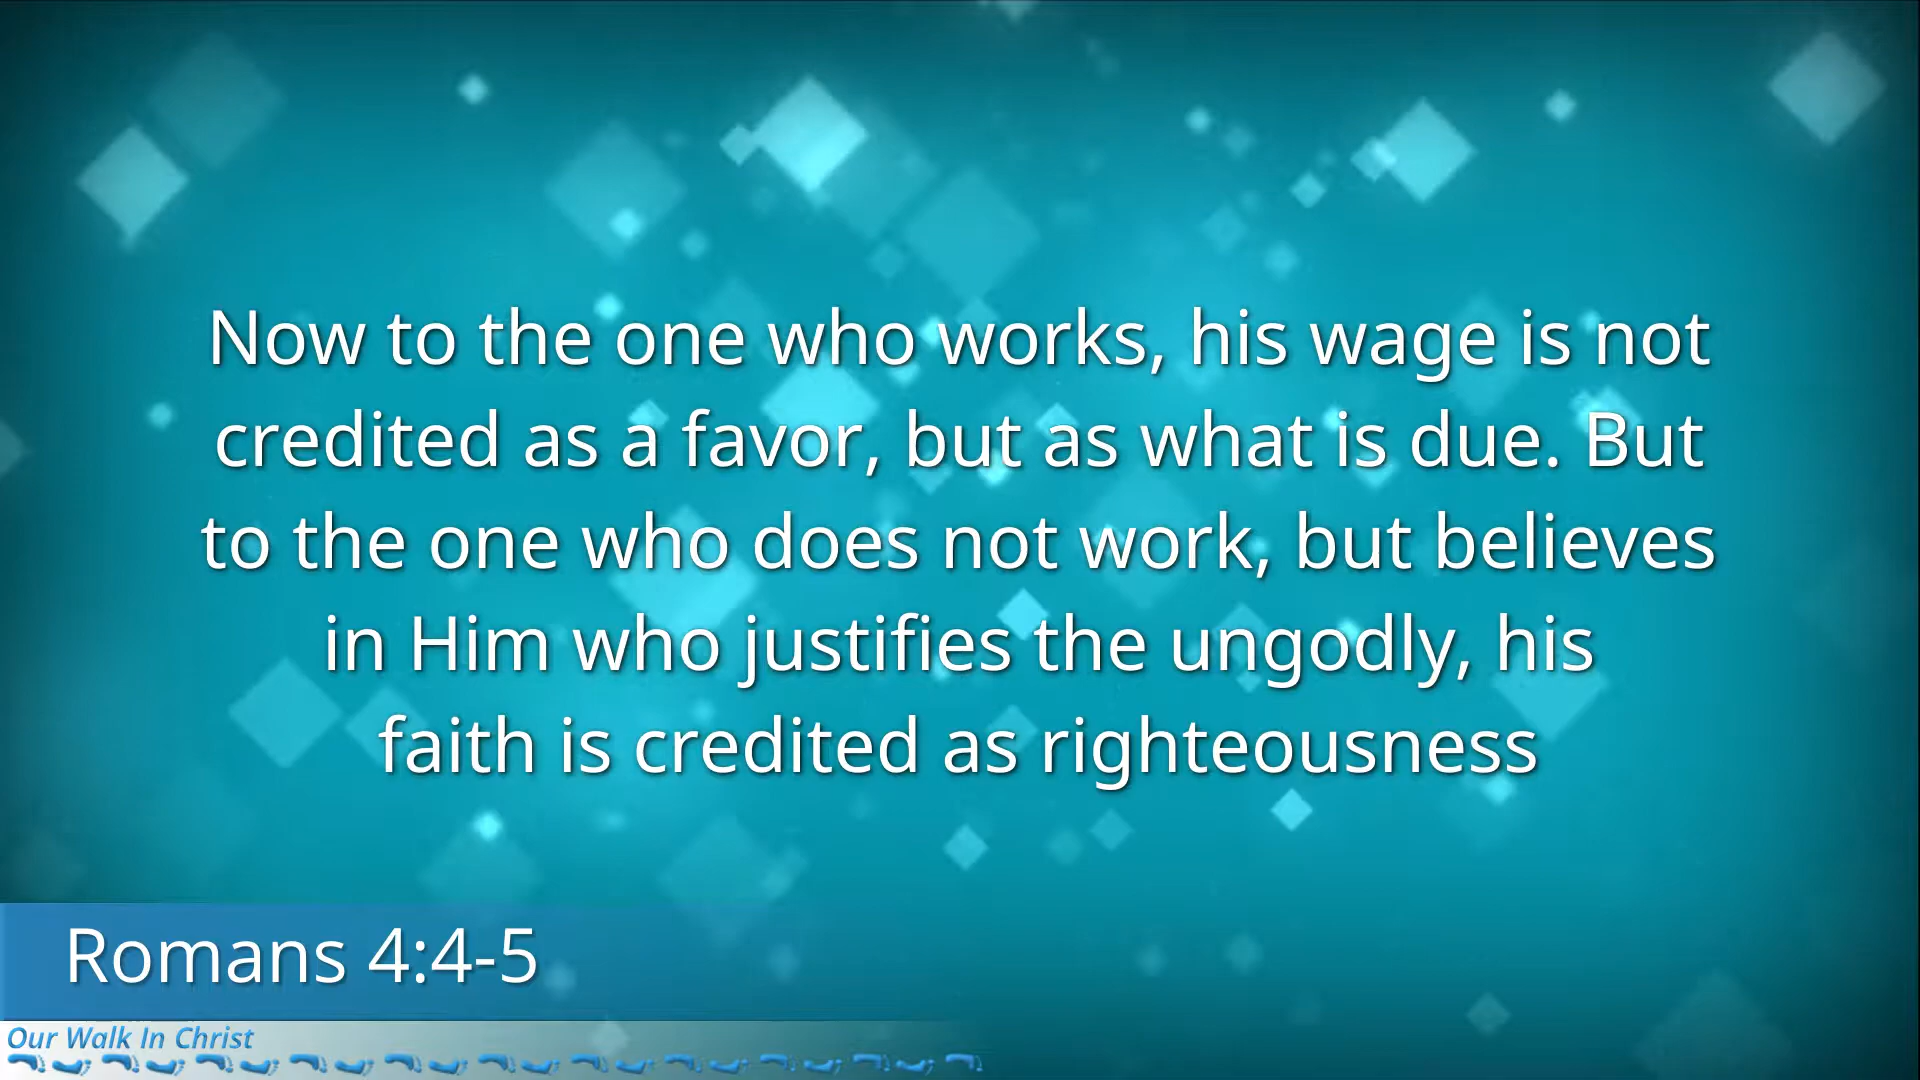 Now to the one who works, his wage is not
credited as a favor, but as what is due. But
to the one who does not work, but believes
in Him who justifies the ungodly, his
faith is credited as righteousness
Romans 4:4-5
Our Walk In Christ